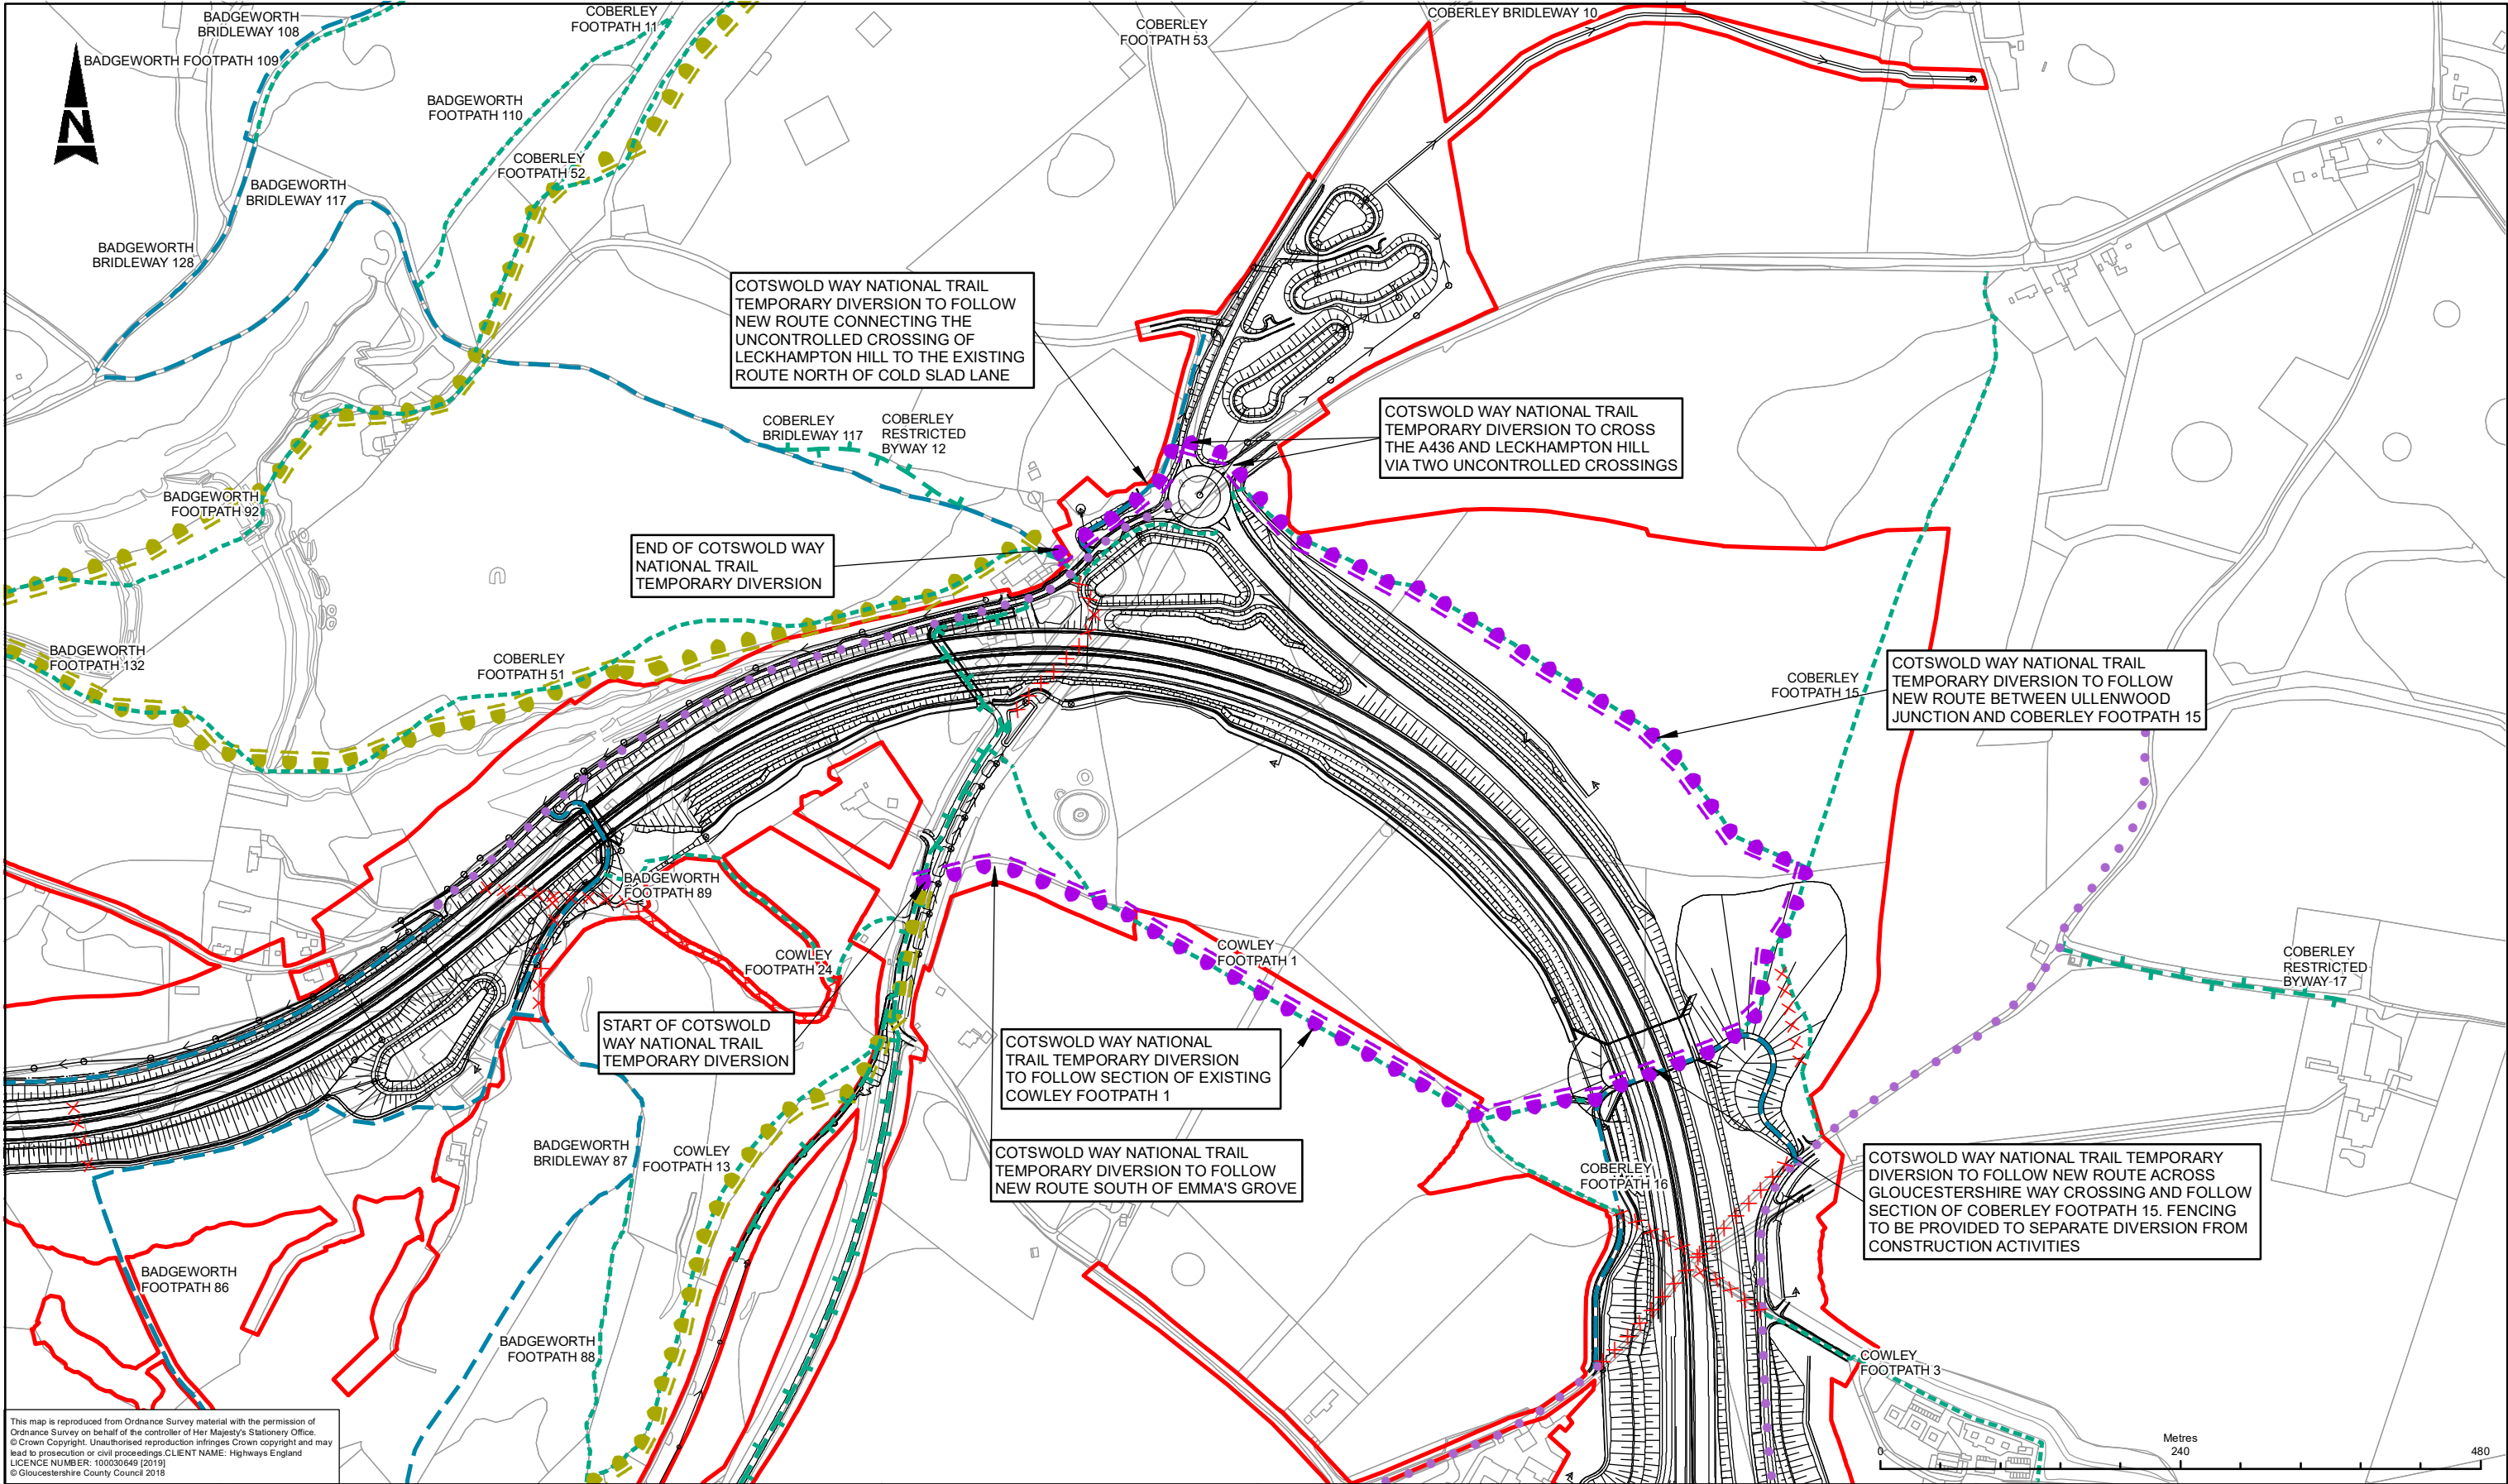 BADGEWORTH
BRIDLEWAY 108
COBERLEY
FOOTPATH 11
COBERLEY
FOOTPATH 53
COBERLEY BRIDLEWAY 10
BADGEWORTH FOOTPATH 109
N
BADGEWORTH
FOOTPATH 110
COBERLEY
FOOTPATH 52
BADGEWORTH
BRIDLEWAY 117
BADGEWORTH
BRIDLEWAY 128
COTSWOLD WAY NATIONAL TRAIL
TEMPORARY DIVERSION TO FOLLOW
NEW ROUTE CONNECTING THE
UNCONTROLLED CROSSING OF
LECKHAMPTON HILL TO THE EXISTING
ROUTE NORTH OF COLD SLAD LANE
COBERLEY
BRIDLEWAY 117
COBERLEY
RESTRICTED
BYWAY 12
COTSWOLD WAY NATIONAL TRAIL
TEMPORARY DIVERSION TO CROSS
THE A436 AND LECKHAMPTON HILL
VIA TWO UNCONTROLLED CROSSINGS
BADGEWORTH
FOOTPATH 92
END OF COTSWOLD WAY
NATIONAL TRAIL
TEMPORARY DIVERSION
BADGEWORTH
FOOTPATH 132
COBERLEY
FOOTPATH 51
COBERLEY
FOOTPATH 15
COTSWOLD WAY NATIONAL TRAIL
TEMPORARY DIVERSION TO FOLLOW
NEW ROUTE BETWEEN ULLENWOOD
JUNCTION AND COBERLEY FOOTPATH 15
BADGEWORTH
FOOTPATH 89
COWLEY
FOOTPATH 24
COWLEY
FOOTPATH 1
COBERLEY
RESTRICTED
BYWAY 17
START OF COTSWOLD
WAY NATIONAL TRAIL
TEMPORARY DIVERSION
COTSWOLD WAY NATIONAL
TRAIL TEMPORARY DIVERSION
TO FOLLOW SECTION OF EXISTING
COWLEY FOOTPATH 1
BADGEWORTH
BRIDLEWAY 87
COWLEY
FOOTPATH 13
COTSWOLD WAY NATIONAL TRAIL
TEMPORARY DIVERSION TO FOLLOW
NEW ROUTE SOUTH OF EMMA'S GROVE
COBERLEY
FOOTPATH 16
COTSWOLD WAY NATIONAL TRAIL TEMPORARY
DIVERSION TO FOLLOW NEW ROUTE ACROSS
GLOUCESTERSHIRE WAY CROSSING AND FOLLOW
SECTION OF COBERLEY FOOTPATH 15. FENCING
TO BE PROVIDED TO SEPARATE DIVERSION FROM
CONSTRUCTION ACTIVITIES
BADGEWORTH
FOOTPATH 86
BADGEWORTH
FOOTPATH 88
COWLEY
FOOTPATH 3
This map is reproduced from Ordnance Survey material with the permission of
Ordnance Survey on behalf of the controller of Her Majesty's Stationery Office.
© Crown Copyright. Unauthorised reproduction infringes Crown copyright and may
lead to prosecution or civil proceedings.CLIENT NAME: Highways England
LICENCE NUMBER: 100030649 [2019]
© Gloucestershire County Council 2018
Metres
0 240 480